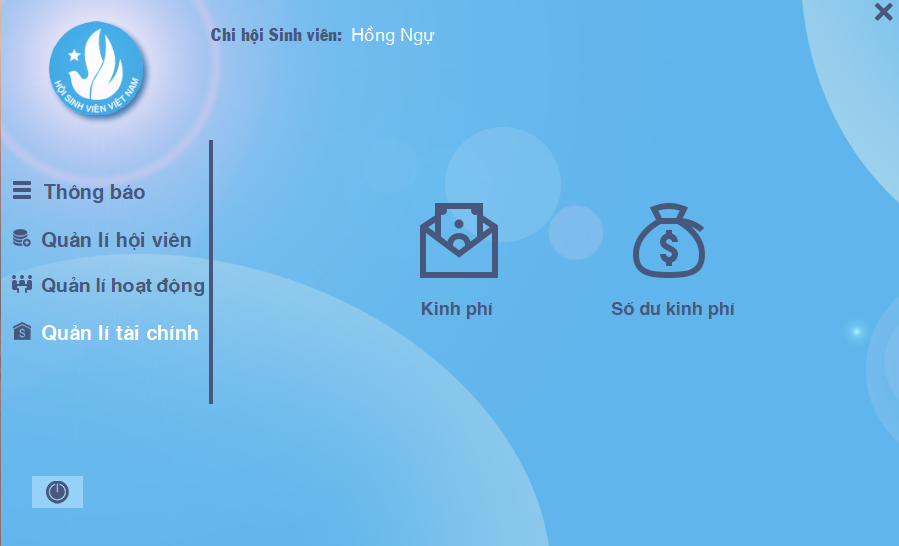 Chi hội Sinh viên: Hồng Ngự
HỘI SINH VIÊN VIỆT NAM
Thông báo
Quản lí hội viên
Quản lí hoạt động
Quản lí tài chính
Kinh phí
Số dư kinh phí